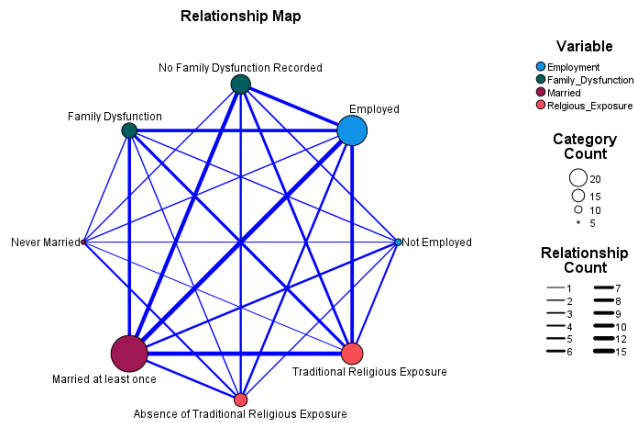 Relationship Map
No Family Dysfunction Recorded
Employed
Family Dysfunction
Never Married
Not Employed
Married at least once
Traditional Religious Exposure
Absence of Traditional Religious Exposure
Variable
Employment
Family_Dysfunction
Married
Relgious_Exposure
Category
Count
20
15
10
5
Relationship
Count
1 7
2 8
3 9
4 10
5 12
6 15